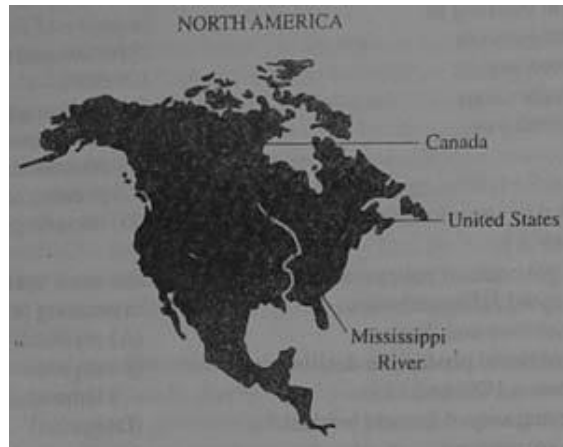 NORTH AMERICA
Canada
United States
Mississippi
River